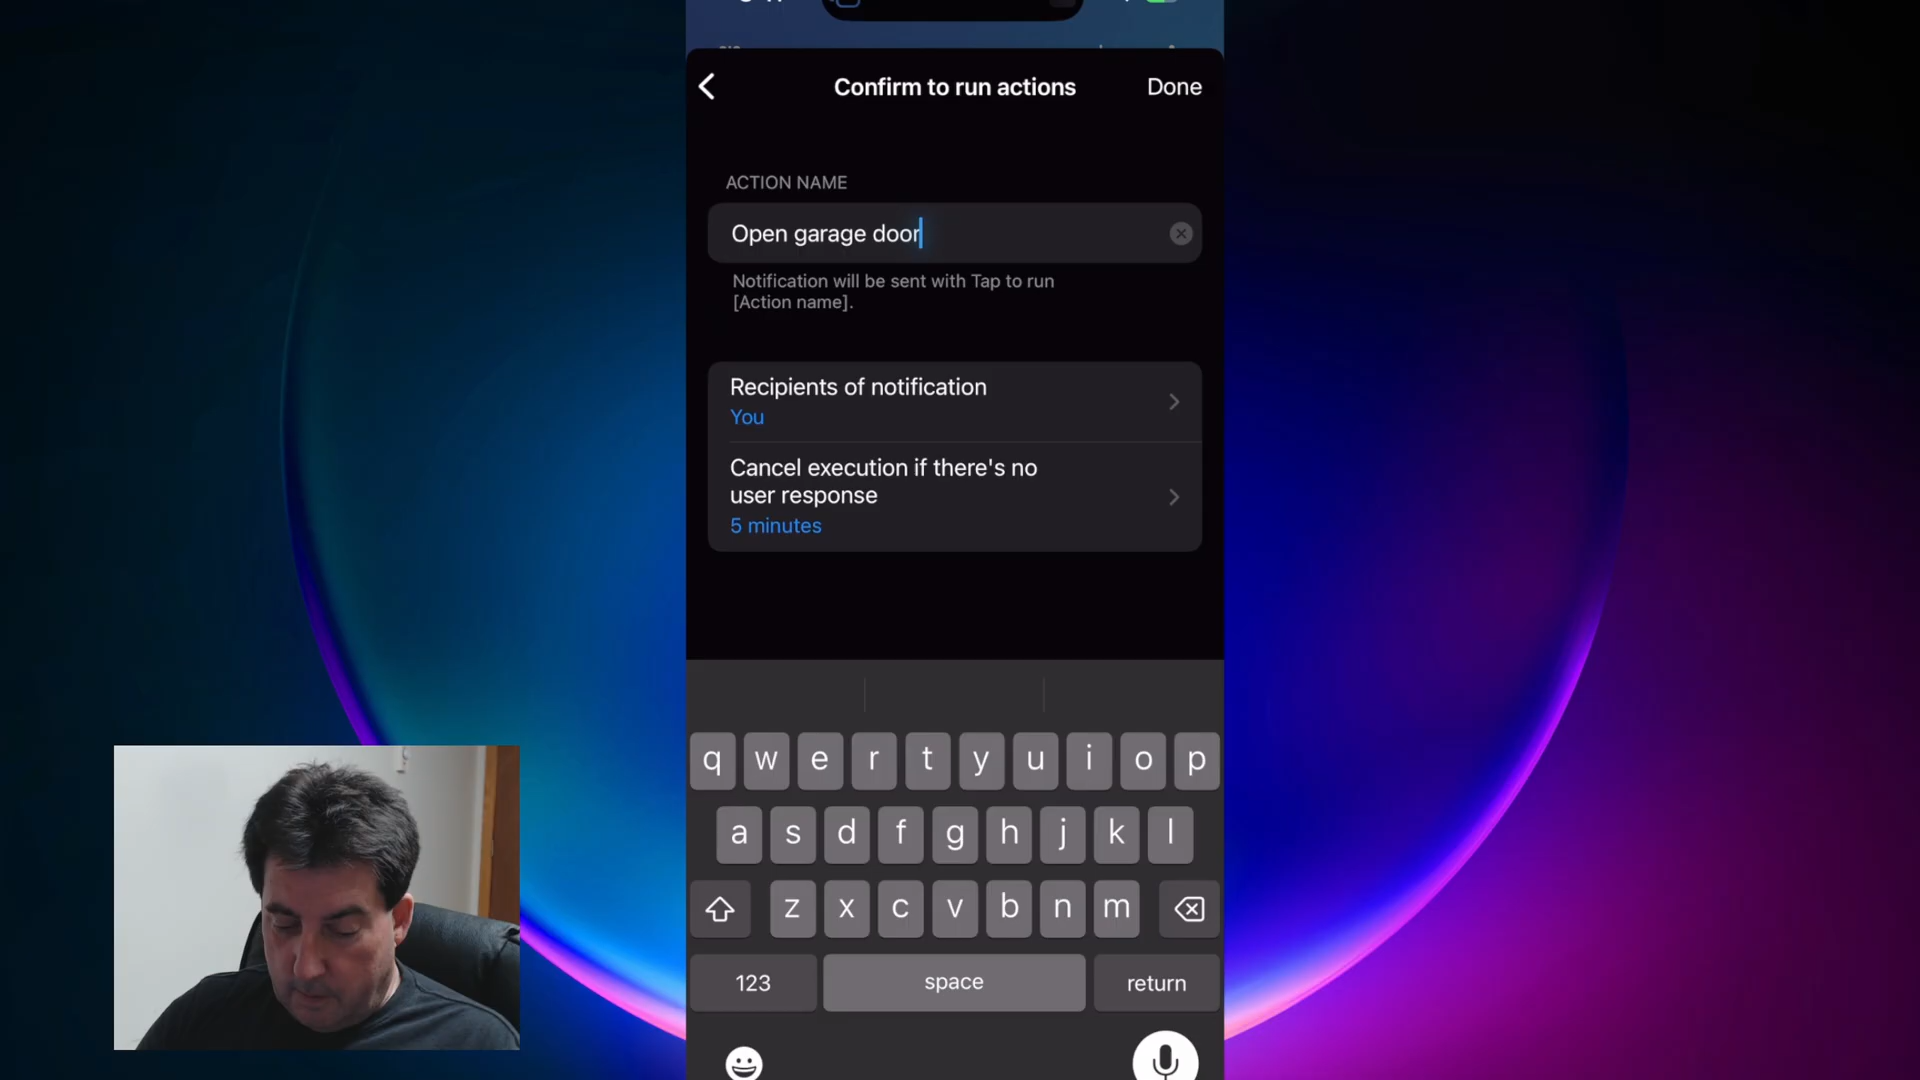 Confirm to run actions
Done
ACTION NAME
Open garage door
Notification will be sent with Tap to run
[Action name].
Recipients of notification
You
Cancel execution if there's no
user response
5 minutes
q w e r t y u i o p
a s d f g h j k l
z x c v b n m
123 space return